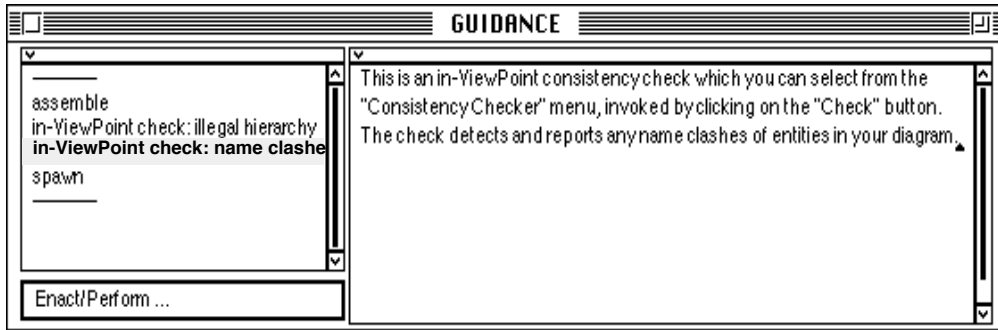 GUIDANCE
assemble
in-ViewPoint check: illegal hierarchy
in-ViewPoint check: name clashe
spawn
Enact/Perform ...
This is an in-ViewPoint consistency check which you can select from the
"ConsistencyChecker" menu, invoked by clicking on the "Check" button.
The check detects and reports any name clashes of entities in your diagram.